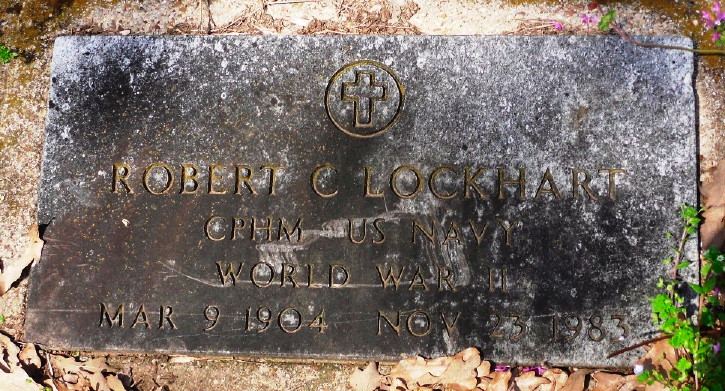 ROBERT C LOCKHART
CPHM US NAVY
WORLD WAR II
MAR 9 1904 NOV 23 1983